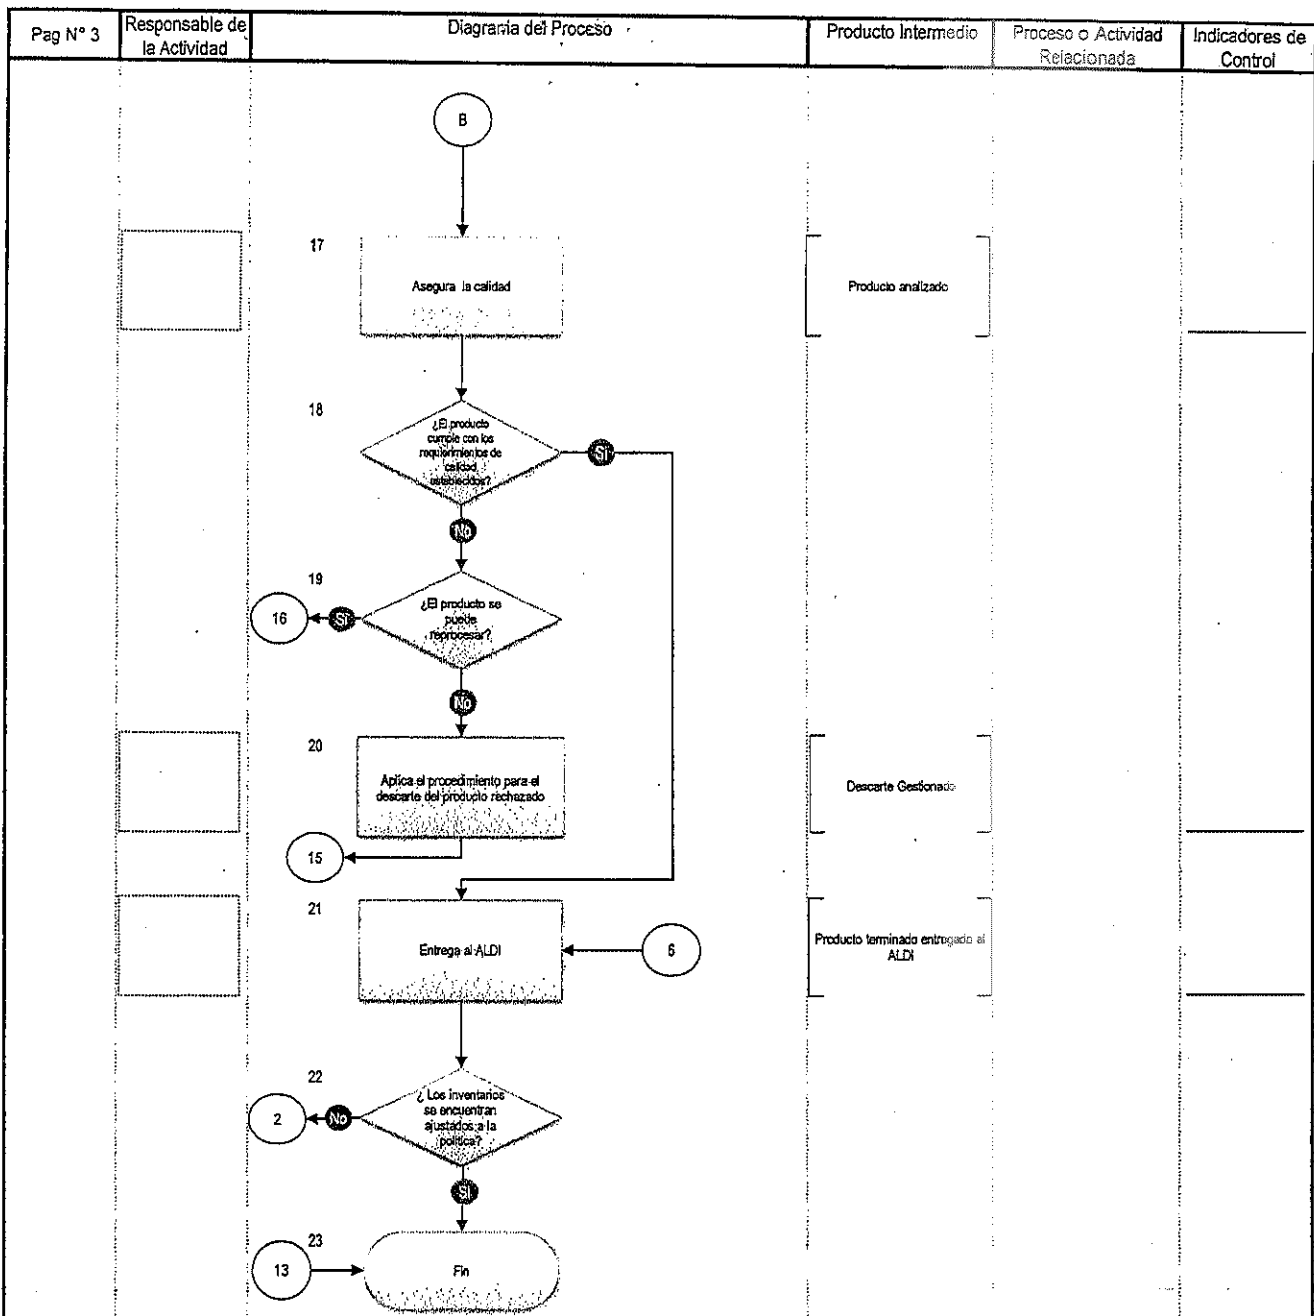 Pag N° 3
Responsable de
la Actividad
Diagrama del Proceso
Producto Intermedio
Proceso o Actividad
Relacionada
Indicadores de
Control
B
17
Asegura la calidad
Producto analizado
18
¿El producto
cumple con los
requerimientos de
calidad
establecidos?
Si
No
19
¿El producto se
puede
reprocesar?
Si
16
No
20
Aplica el procedimiento para el
descarte del producto rechazado
Descarte Gestionado
15
21
Entrega al ALDI
6
Producto terminado entregado al
ALDI
22
¿ Los inventarios
se encuentran
ajustados a la
política?
No
2
Si
23
13
Fin